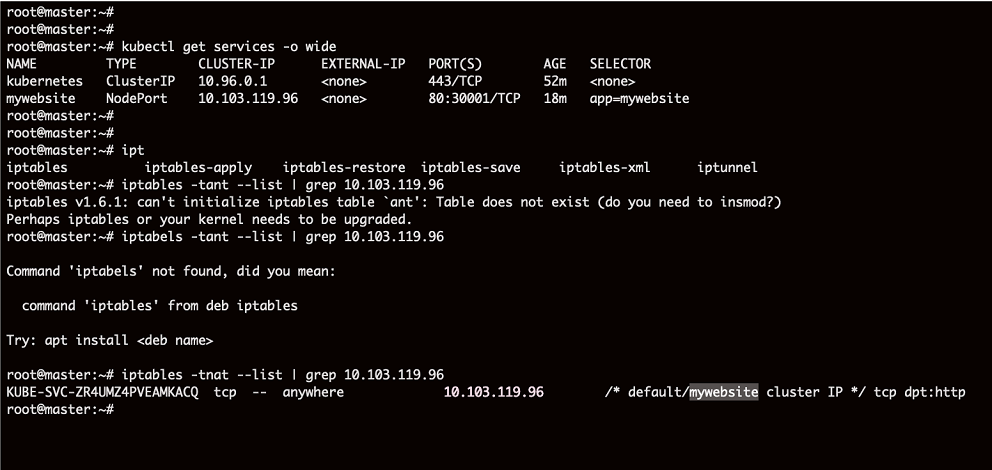 root@master:~#
root@master:~#
root@master:~# kubectl get services -o wide
NAME TYPE CLUSTER-IP EXTERNAL-IP PORT(S) AGE SELECTOR
kubernetes ClusterIP 10.96.0.1 <none> 443/TCP 52m <none>
mywebsite NodePort 10.103.119.96 <none> 80:30001/TCP 18m app=mywebsite
root@master:~#
root@master:~#
root@master:~# ipt
iptables iptables-apply iptables-restore iptables-save iptables-xml iptunnel
root@master:~# iptables -tant --list | grep 10.103.119.96
iptables v1.6.1: can't initialize iptables table `ant': Table does not exist (do you need to insmod?)
Perhaps iptables or your kernel needs to be upgraded.
root@master:~# iptabels -tant --list | grep 10.103.119.96
Command 'iptabels' not found, did you mean:
command 'iptables' from deb iptables
Try: apt install <deb name>
root@master:~# iptables -tnat --list | grep 10.103.119.96
KUBE-SVC-ZR4UMZ4PVEAMKACQ tcp -- anywhere 10.103.119.96 /* default/mywebsite cluster IP */ tcp dpt:http
root@master:~#